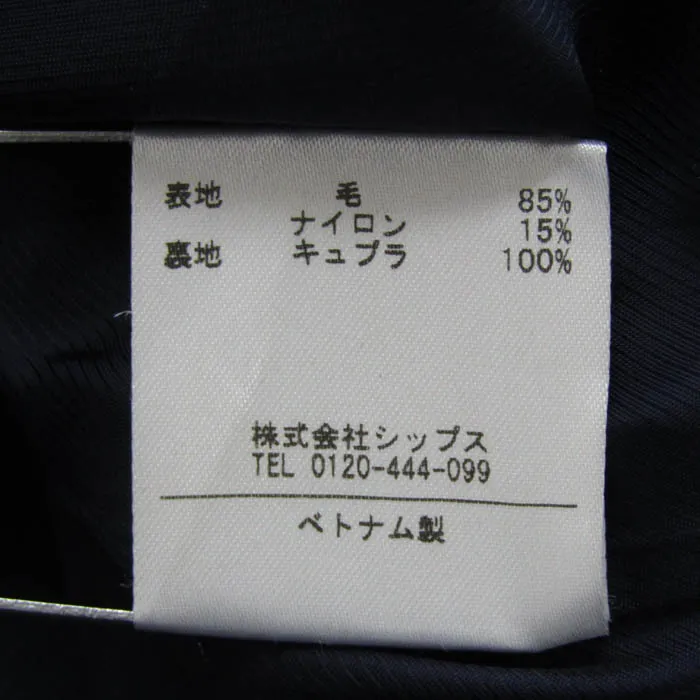 表地 毛 85%
ナイロン 15%
裏地 キュプラ 100%
株式会社シップス
TEL 0120-444-099
ベトナム製